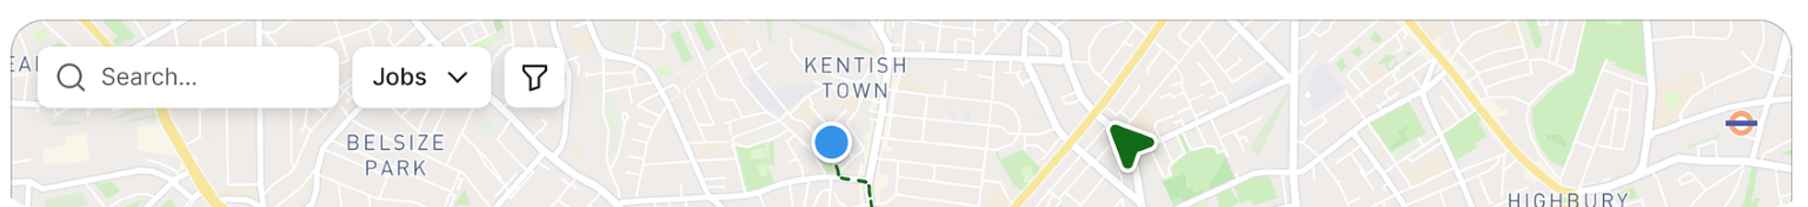 Search...
Jobs
KENTISH
TOWN
BELSIZE
PARK
HIGHBURY